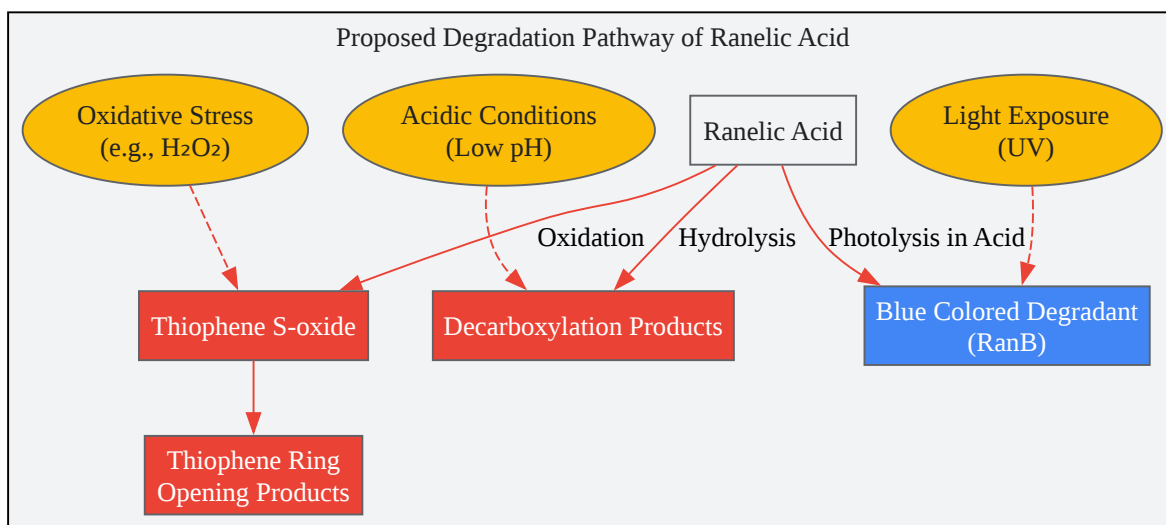 Proposed Degradation Pathway of Ranelic Acid
Oxidative Stress
(e.g., H₂O₂)
Acidic Conditions
(Low pH)
Ranelic Acid
Light Exposure
(UV)
Oxidation
Hydrolysis
Photolysis in Acid
Thiophene S-oxide
Decarboxylation Products
Blue Colored Degradant
(RanB)
Thiophene Ring
Opening Products